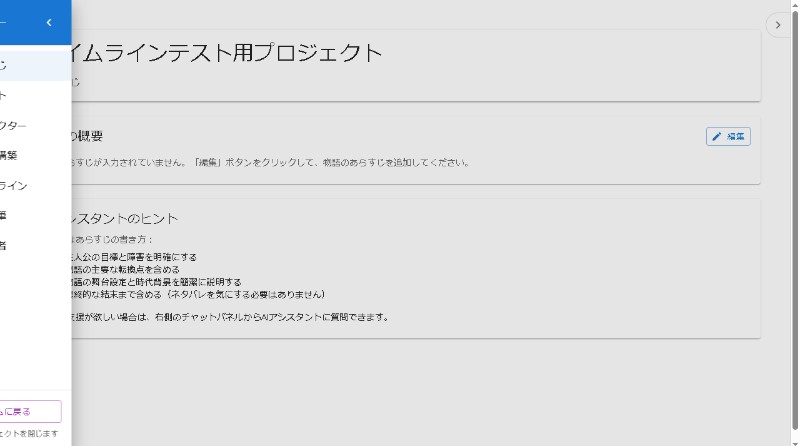 ー
じ
ト
クター
構築
ライン
筆
者
ムに戻る
ェクトを閉じます
イムラインテスト用プロジェクト
じ
の概要
編集
らすじが入力されていません。「編集」ボタンをクリックして、物語のあらすじを追加してください。
シスタントのヒント
はあらすじの書き方：
主人公の目標と障害を明確にする
物語の主要な転換点を含める
物語の舞台設定と時代背景を簡潔に説明する
最終的な結末まで含める（ネタバレを気にする必要はありません）
支援が欲しい場合は、右側のチャットパネルからAIアシスタントに質問できます。